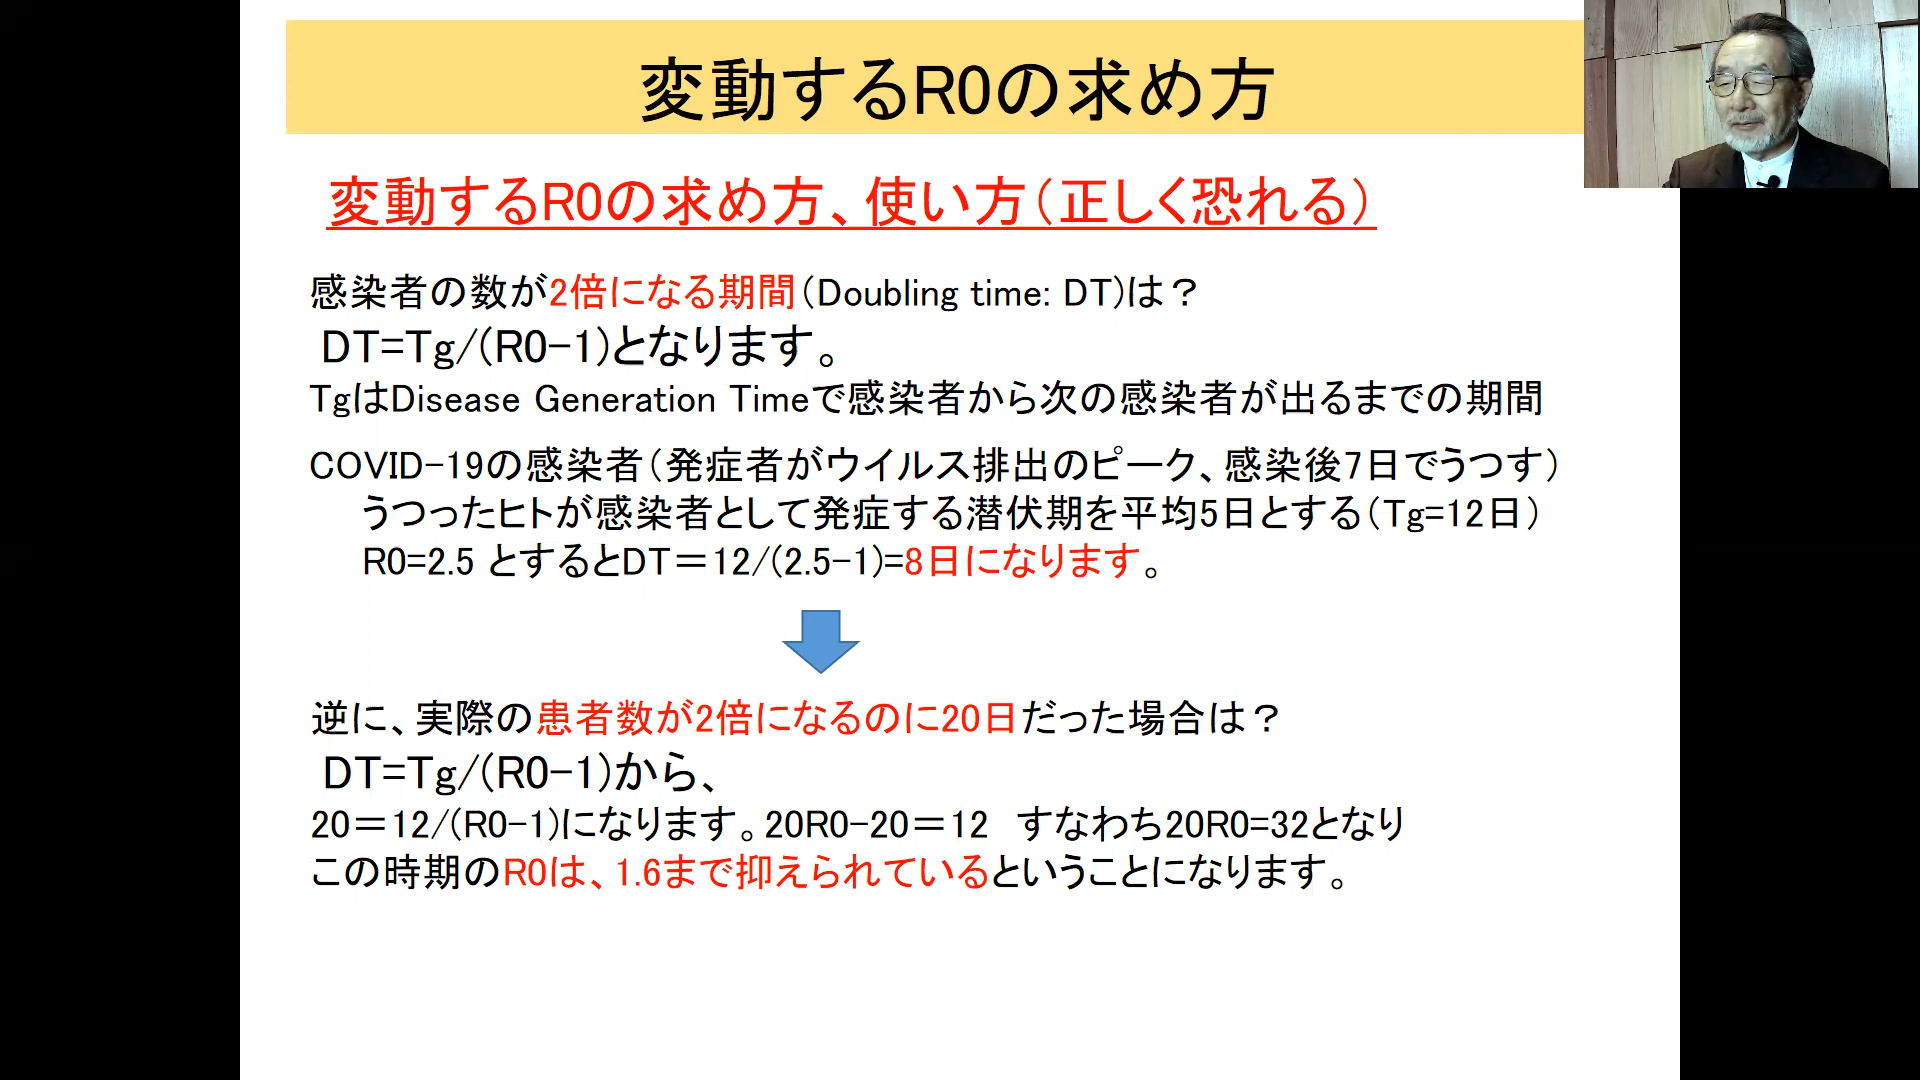 変動するR0の求め方
変動するR0の求め方、使い方（正しく恐れる）
感染者の数が2倍になる期間（Doubling time: DT)は？
DT=Tg/(R0-1)となります。
TgはDisease Generation Timeで感染者から次の感染者が出るまでの期間
COVID-19の感染者（発症者がウイルス排出のピーク、感染後7日でうつす）
うつったヒトが感染者として発症する潜伏期を平均5日とする（Tg=12日）
R0=2.5 とするとDT＝12/(2.5-1)=8日になります。
逆に、実際の患者数が2倍になるのに20日だった場合は？
DT=Tg/(R0-1)から、
20＝12/(R0-1)になります。20R0-20＝12　すなわち20R0=32となり
この時期のR0は、1.6まで抑えられているということになります。